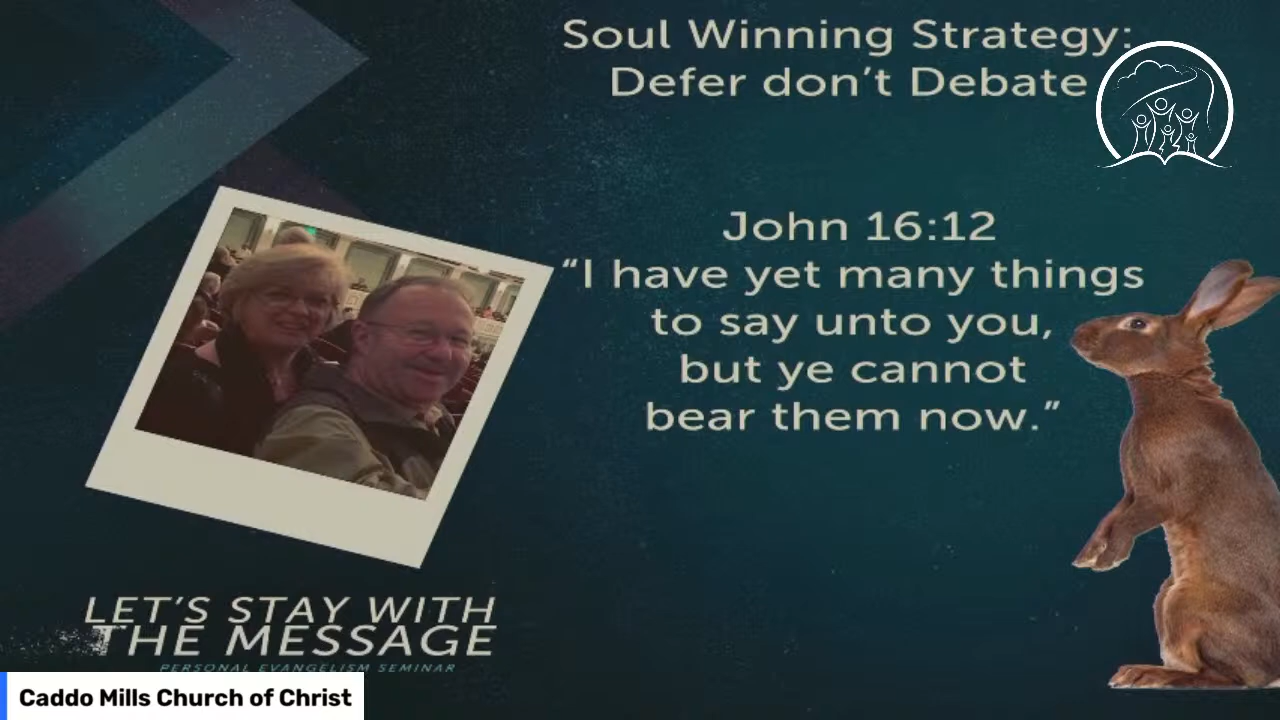 Soul Winning Strategy:
Defer don't Debate
John 16:12
“I have yet many things
to say unto you,
but ye cannot
bear them now.”
LET'S STAY WITH
THE MESSAGE
PERSONAL EVANGELISM SEMINAR
Caddo Mills Church of Christ